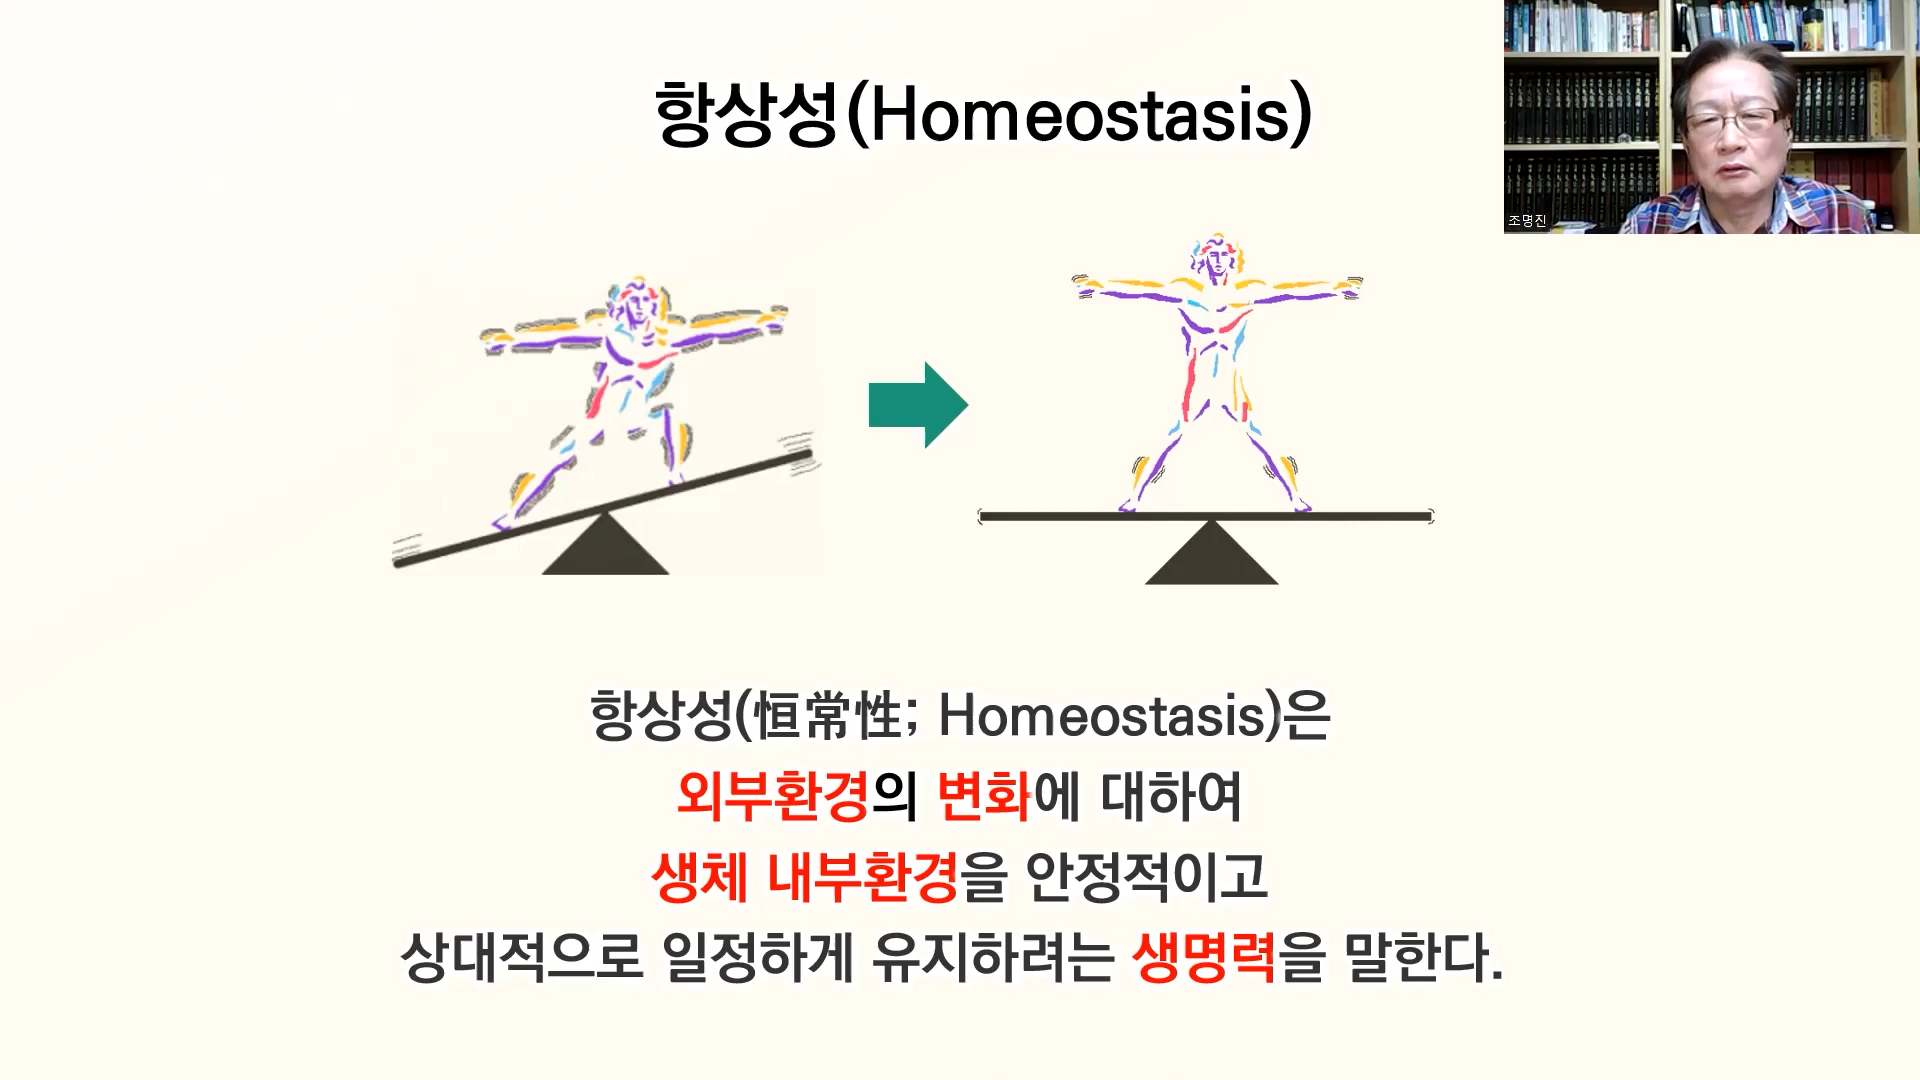 항상성(Homeostasis)
조명진
항상성(恒常性; Homeostasis)은
외부환경의 변화에 대하여
생체 내부환경을 안정적이고
상대적으로 일정하게 유지하려는 생명력을 말한다.